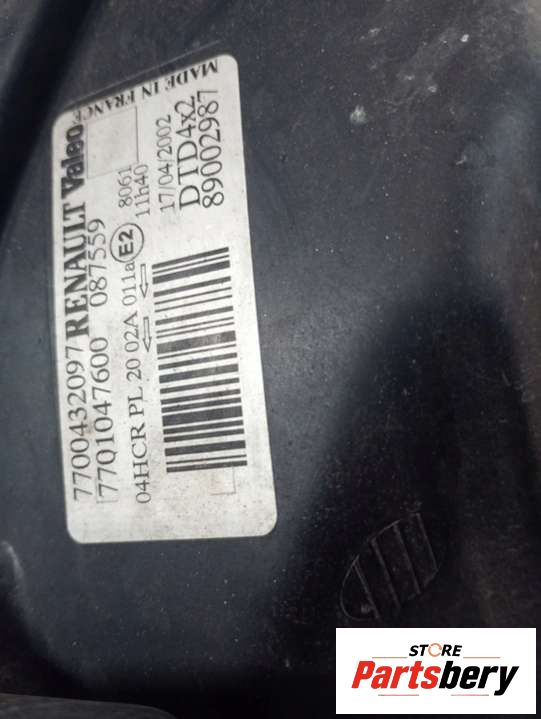 7700432097 RENAULT Valeo
7701047600 087559
04HCR PL 20 02A 011a E2 8061
11h40
17/04/2002
DTD4x2
89002987
MADE IN FRANCE
STORE
Partsbery